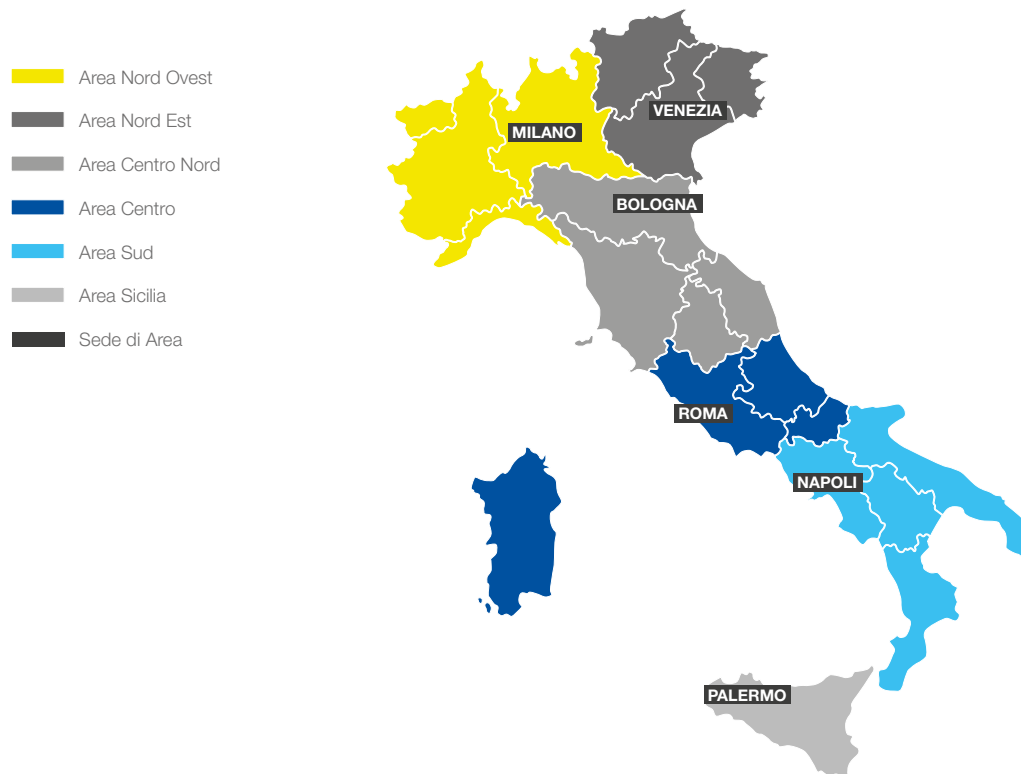 Area Nord Ovest
Area Nord Est
Area Centro Nord
Area Centro
Area Sud
Area Sicilia
Sede di Area
VENEZIA
MILANO
BOLOGNA
ROMA
NAPOLI
PALERMO